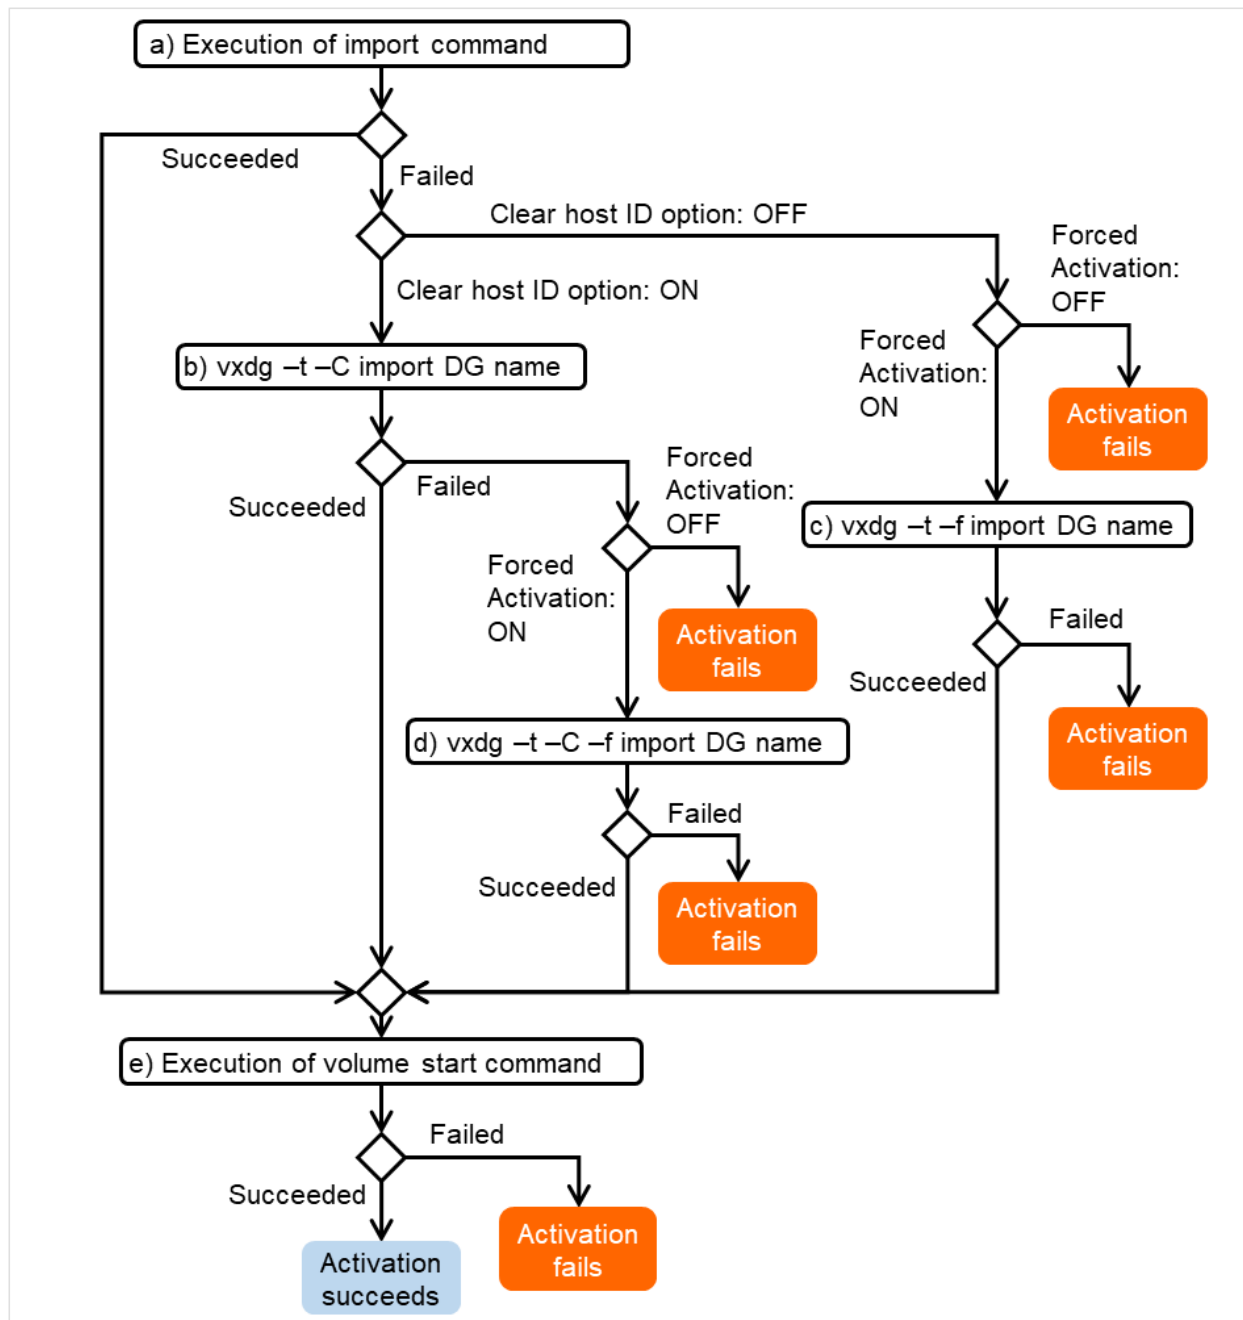 a) Execution of import command
Succeeded
Failed
Clear host ID option: OFF
Forced
Activation:
OFF
Clear host ID option: ON
Forced
Activation:
ON
Activation
fails
b) vxdg –t –C import DG name
Succeeded
Failed
Forced
Activation:
OFF
c) vxdg –t –f import DG name
Forced
Activation:
ON
Activation
fails
Failed
Succeeded
Activation
fails
d) vxdg –t –C –f import DG name
Failed
Succeeded
Activation
fails
e) Execution of volume start command
Failed
Succeeded
Activation
fails
Activation
succeeds